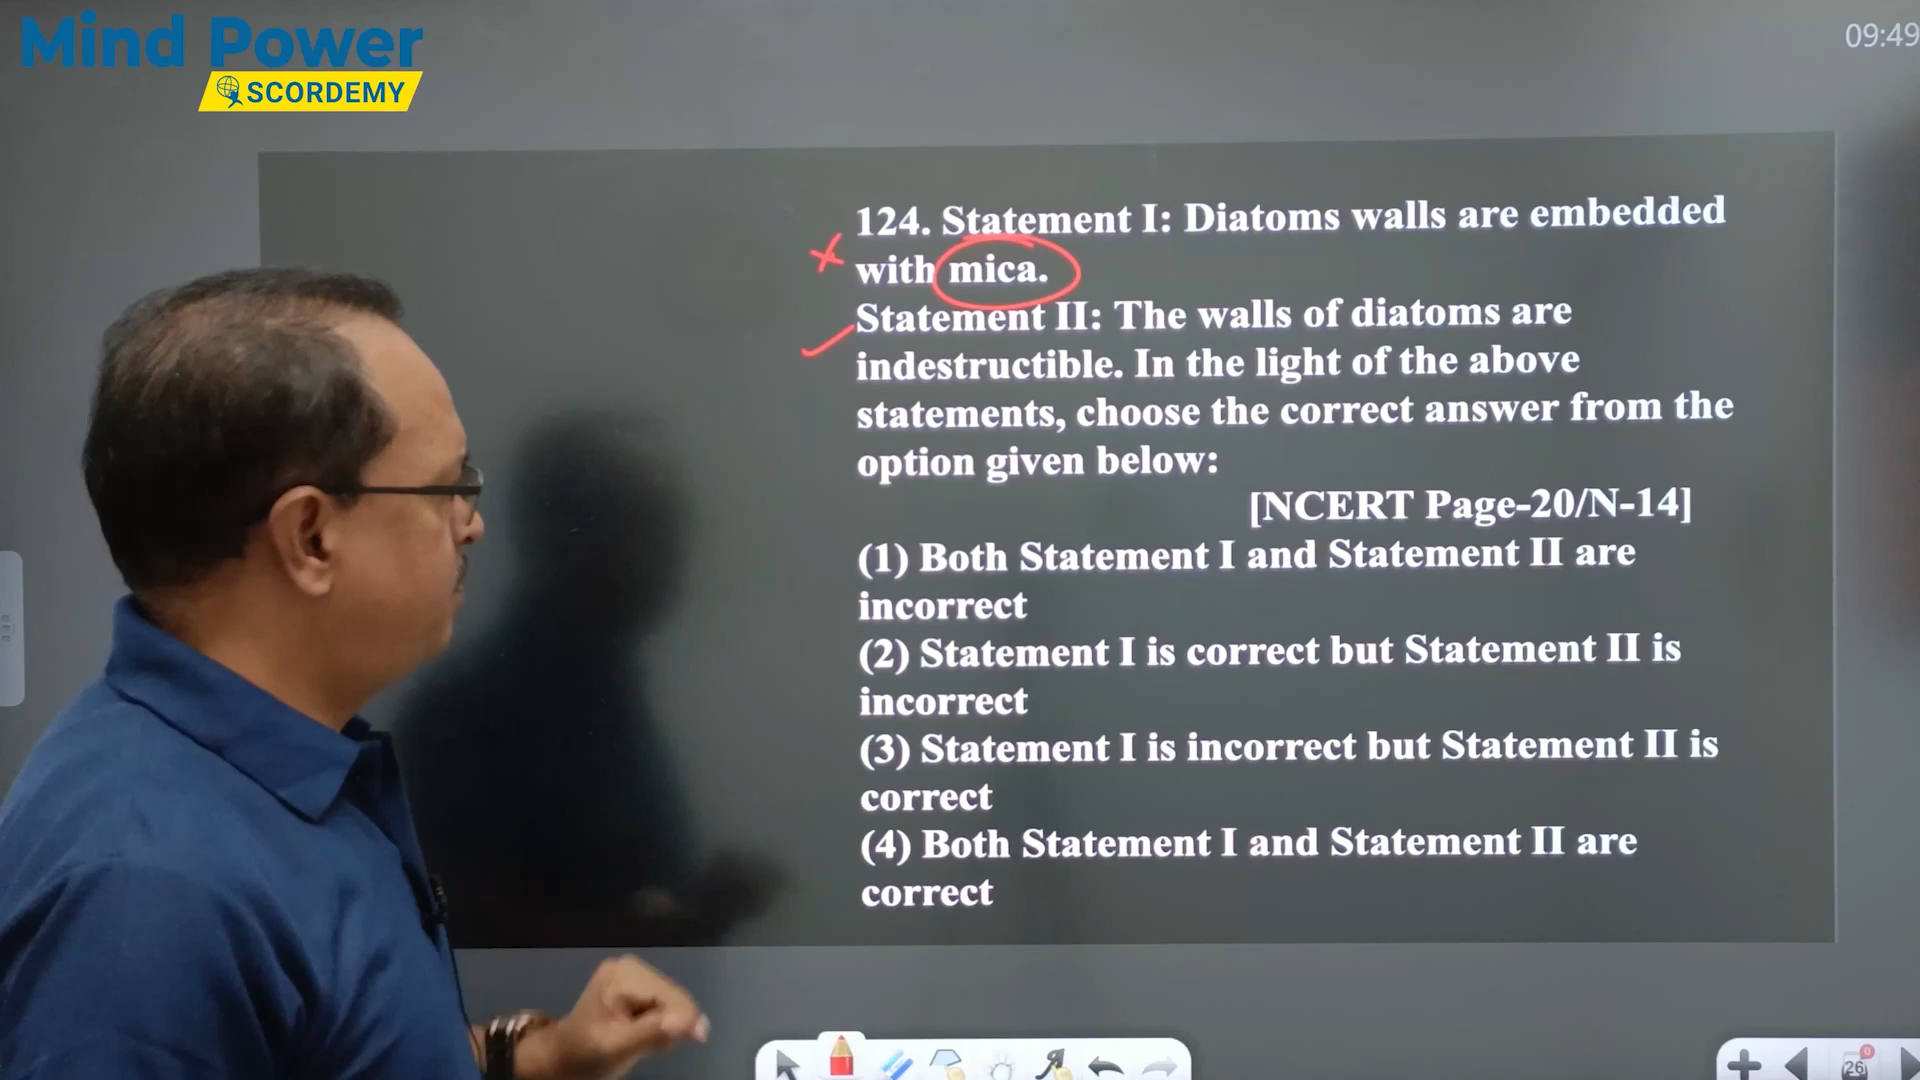 Mind Power
SCORDEMY
09:49
124. Statement I: Diatoms walls are embedded
with mica.
Statement II: The walls of diatoms are
indestructible. In the light of the above
statements, choose the correct answer from the
option given below:
[NCERT Page-20/N-14]
(1) Both Statement I and Statement II are
incorrect
(2) Statement I is correct but Statement II is
incorrect
(3) Statement I is incorrect but Statement II is
correct
(4) Both Statement I and Statement II are
correct
26
0